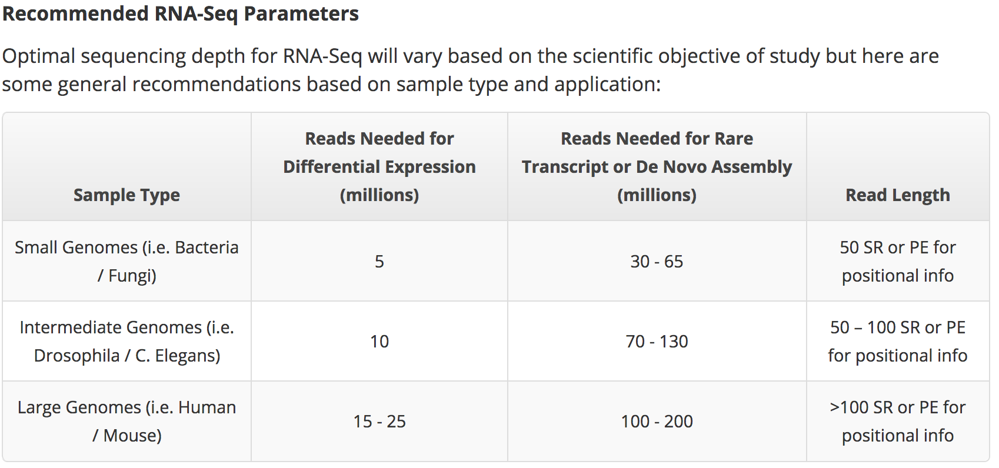 Recommended RNA-Seq Parameters
Optimal sequencing depth for RNA-Seq will vary based on the scientific objective of study but here are
some general recommendations based on sample type and application:
Sample Type
Reads Needed for
Differential Expression
(millions)
Reads Needed for Rare
Transcript or De Novo Assembly
(millions)
Read Length
Small Genomes (i.e. Bacteria
/ Fungi)
5
30 - 65
50 SR or PE for
positional info
Intermediate Genomes (i.e.
Drosophila / C. Elegans)
10
70 - 130
50 – 100 SR or PE
for positional info
Large Genomes (i.e. Human
/ Mouse)
15 - 25
100 - 200
>100 SR or PE for
positional info